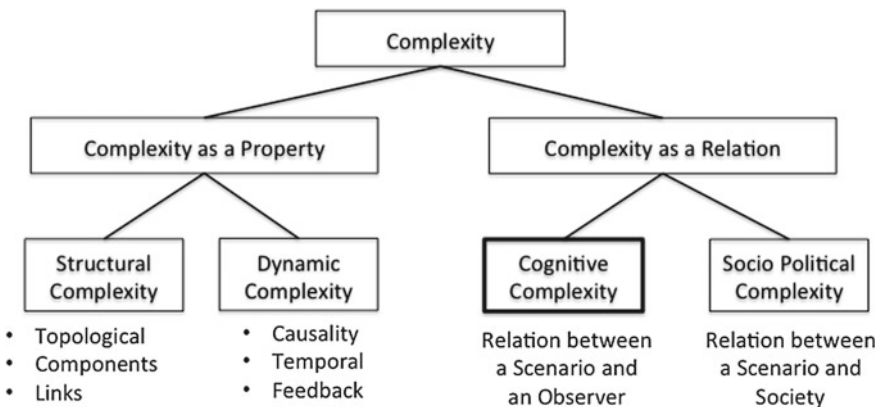 Complexity
Complexity as a Property
Complexity as a Relation
Structural
Complexity
• Topological
• Components
• Links
Dynamic
Complexity
• Causality
• Temporal
• Feedback
Cognitive
Complexity
Relation between
a Scenario and
an Observer
Socio Political
Complexity
Relation between
a Scenario and
Society